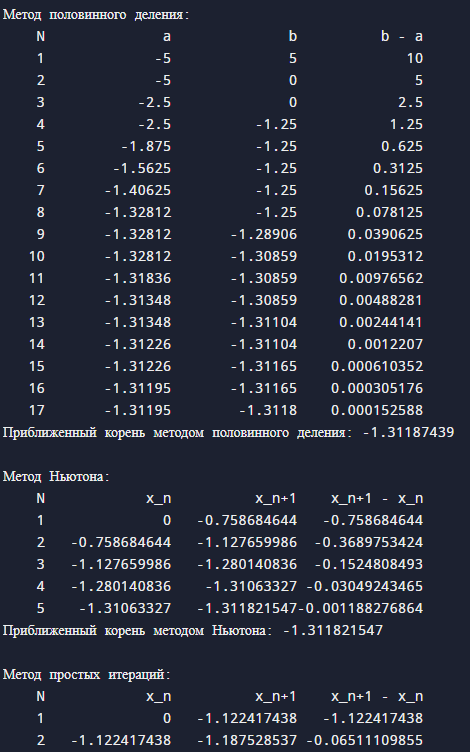 Метод половинного деления:
N a b b - a
1 -5 5 10
2 -5 0 5
3 -2.5 0 2.5
4 -2.5 -1.25 1.25
5 -1.875 -1.25 0.625
6 -1.5625 -1.25 0.3125
7 -1.40625 -1.25 0.15625
8 -1.32812 -1.25 0.078125
9 -1.32812 -1.28906 0.0390625
10 -1.32812 -1.30859 0.0195312
11 -1.31836 -1.30859 0.00976562
12 -1.31348 -1.30859 0.00488281
13 -1.31348 -1.31104 0.00244141
14 -1.31226 -1.31104 0.0012207
15 -1.31226 -1.31165 0.000610352
16 -1.31195 -1.31165 0.000305176
17 -1.31195 -1.3118 0.000152588
Приближенный корень методом половинного деления: -1.31187439
Метод Ньютона:
N x_n x_n+1 x_n+1 - x_n
1 0 -0.758684644 -0.758684644
2 -0.758684644 -1.127659986 -0.3689753424
3 -1.127659986 -1.280140836 -0.1524808493
4 -1.280140836 -1.31063327 -0.03049243465
5 -1.31063327 -1.311821547-0.001188276864
Приближенный корень методом Ньютона: -1.311821547
Метод простых итераций:
N x_n x_n+1 x_n+1 - x_n
1 0 -1.122417438 -1.122417438
2 -1.122417438 -1.187528537 -0.06511109855